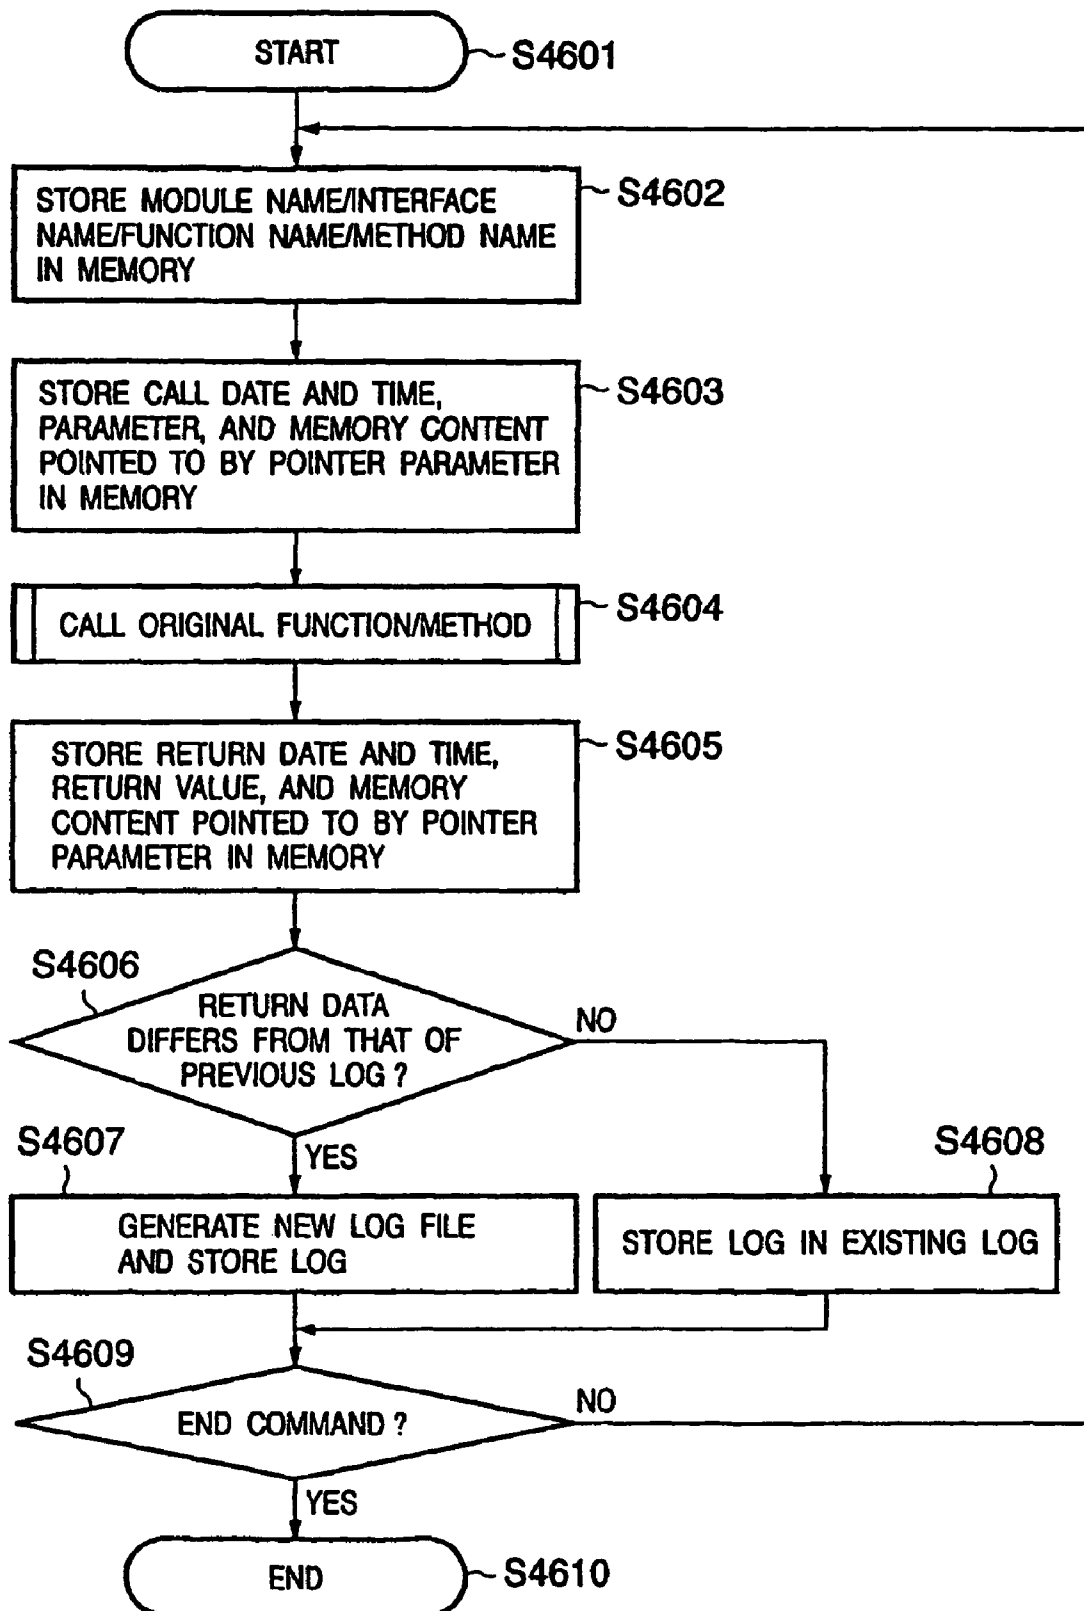 START
S4601
STORE MODULE NAME/INTERFACE
NAME/FUNCTION NAME/METHOD NAME
IN MEMORY
S4602
STORE CALL DATE AND TIME,
PARAMETER, AND MEMORY CONTENT
POINTED TO BY POINTER PARAMETER
IN MEMORY
S4603
CALL ORIGINAL FUNCTION/METHOD
S4604
STORE RETURN DATE AND TIME,
RETURN VALUE, AND MEMORY
CONTENT POINTED TO BY POINTER
PARAMETER IN MEMORY
S4605
S4606
RETURN DATA
DIFFERS FROM THAT OF
PREVIOUS LOG ?
NO
YES
S4607
GENERATE NEW LOG FILE
AND STORE LOG
S4608
STORE LOG IN EXISTING LOG
S4609
END COMMAND ?
NO
YES
END
S4610